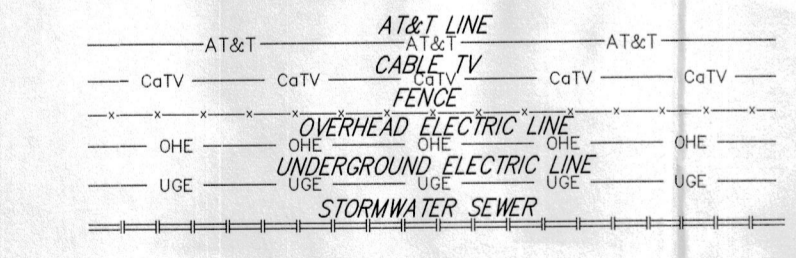 AT&T LINE
AT&T AT&T AT&T
CABLE TV
CaTV CaTV CaTV CaTV CaTV
FENCE
x x x x x x x x x x x x x x x
OVERHEAD ELECTRIC LINE
OHE OHE OHE OHE OHE
UNDERGROUND ELECTRIC LINE
UGE UGE UGE UGE UGE
STORMWATER SEWER